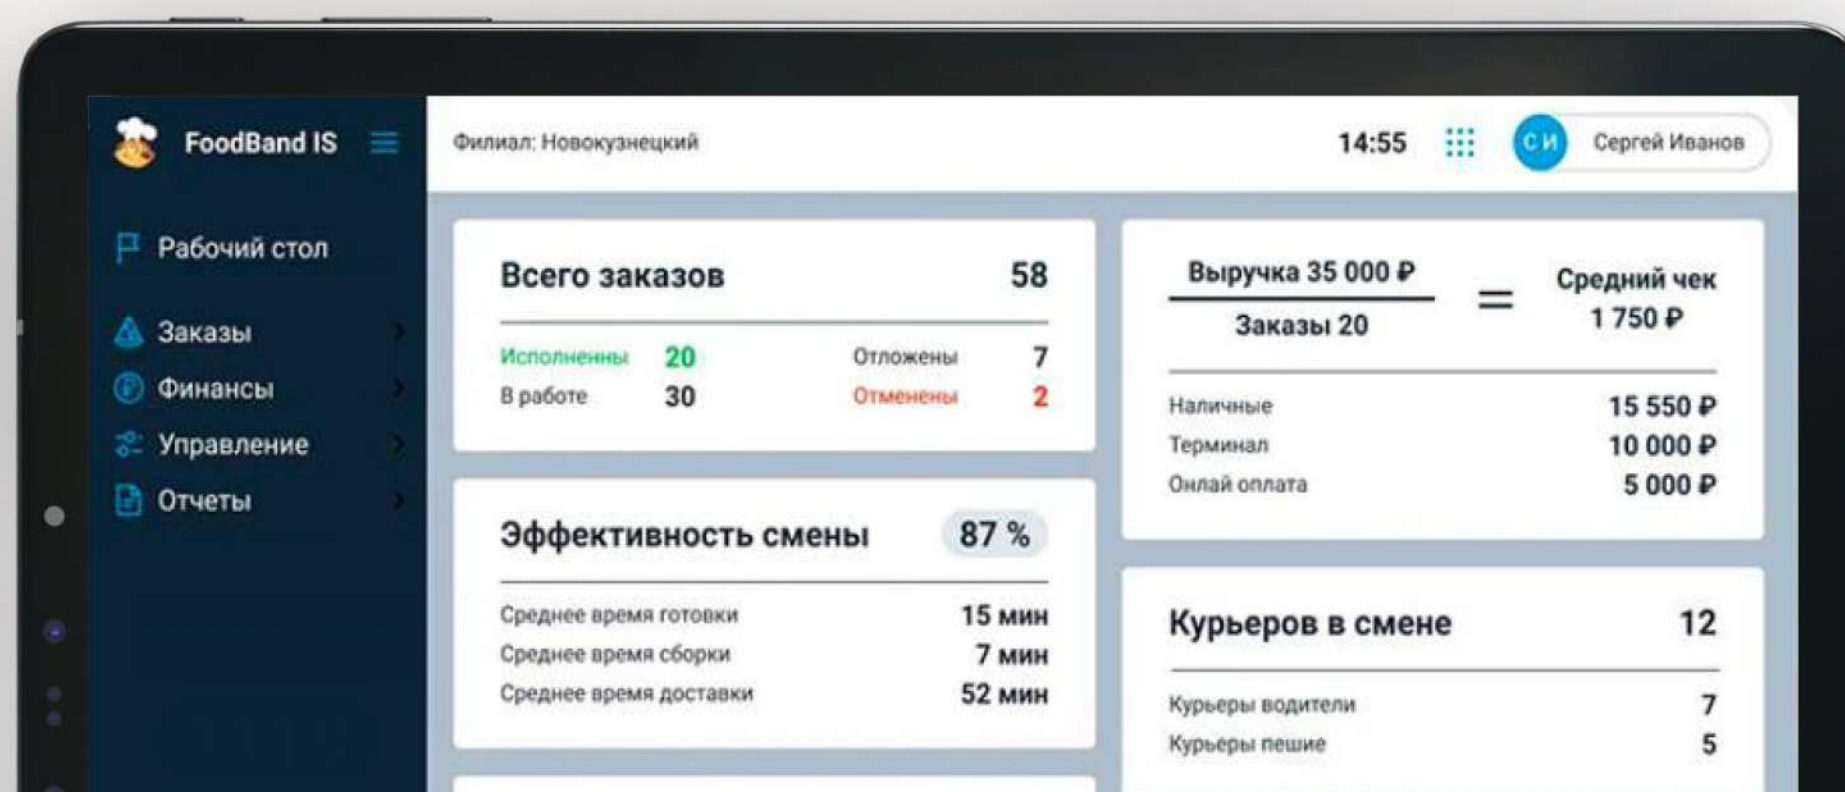 FoodBand IS
Рабочий стол
Заказы
Финансы
Управление
Отчеты
Филиал: Новокузнецкий
14:55
СИ
Сергей Иванов
Всего заказов 58
Исполненны 20 Отложены 7
В работе 30 Отменены 2
Эффективность смены 87 %
Среднее время готовки 15 мин
Среднее время сборки 7 мин
Среднее время доставки 52 мин
Выручка 35 000 ₽
Заказы 20
=
Средний чек
1 750 ₽
Наличные 15 550 ₽
Терминал 10 000 ₽
Онлай оплата 5 000 ₽
Курьеров в смене 12
Курьеры водители 7
Курьеры пешие 5